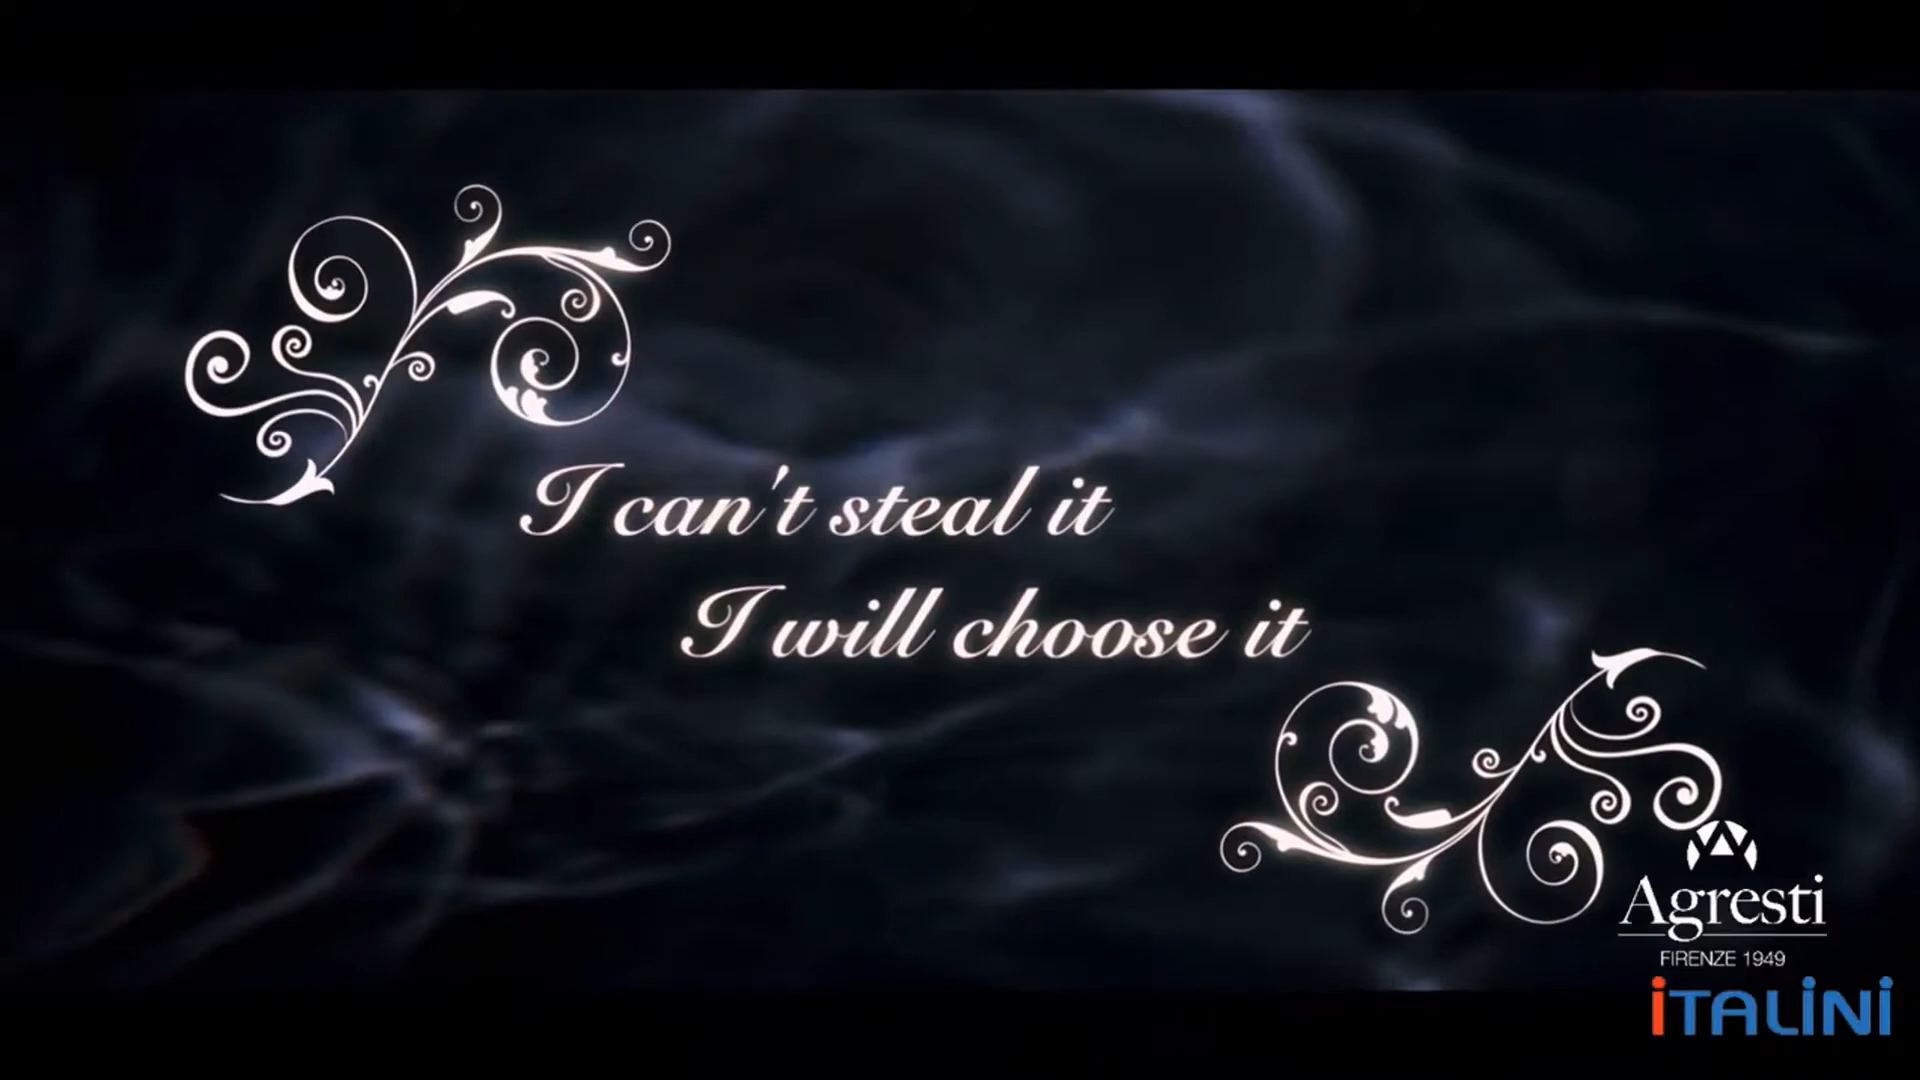 I can't steal it
I will choose it
Agresti
FIRENZE 1949
iTALiNi